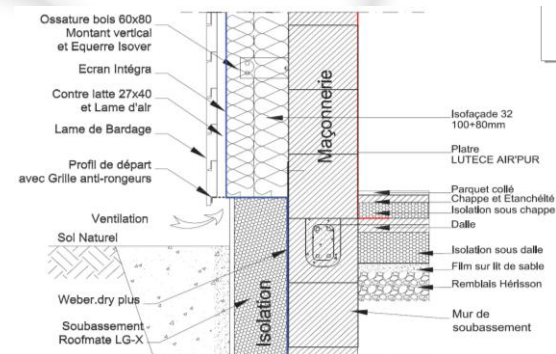 Ossature bois 60x80
Montant vertical
et Equerre Isover
Ecran Intégra
Contre latte 27x40
et Lame d'air
Lame de Bardage
Profil de départ
avec Grille anti-rongeurs
Ventilation
Sol Naturel
Weber.dry plus
Soubassement
Roofmate LG-X
Isolation
Maçonnerie
Isofaçade 32
100+80mm
Platre
LUTECE AIR'PUR
Parquet collé
Chappe et Etanchéité
Isolation sous chappe
Dalle
Isolation sous dalle
Film sur lit de sable
Remblais Hérisson
Mur de
soubassement